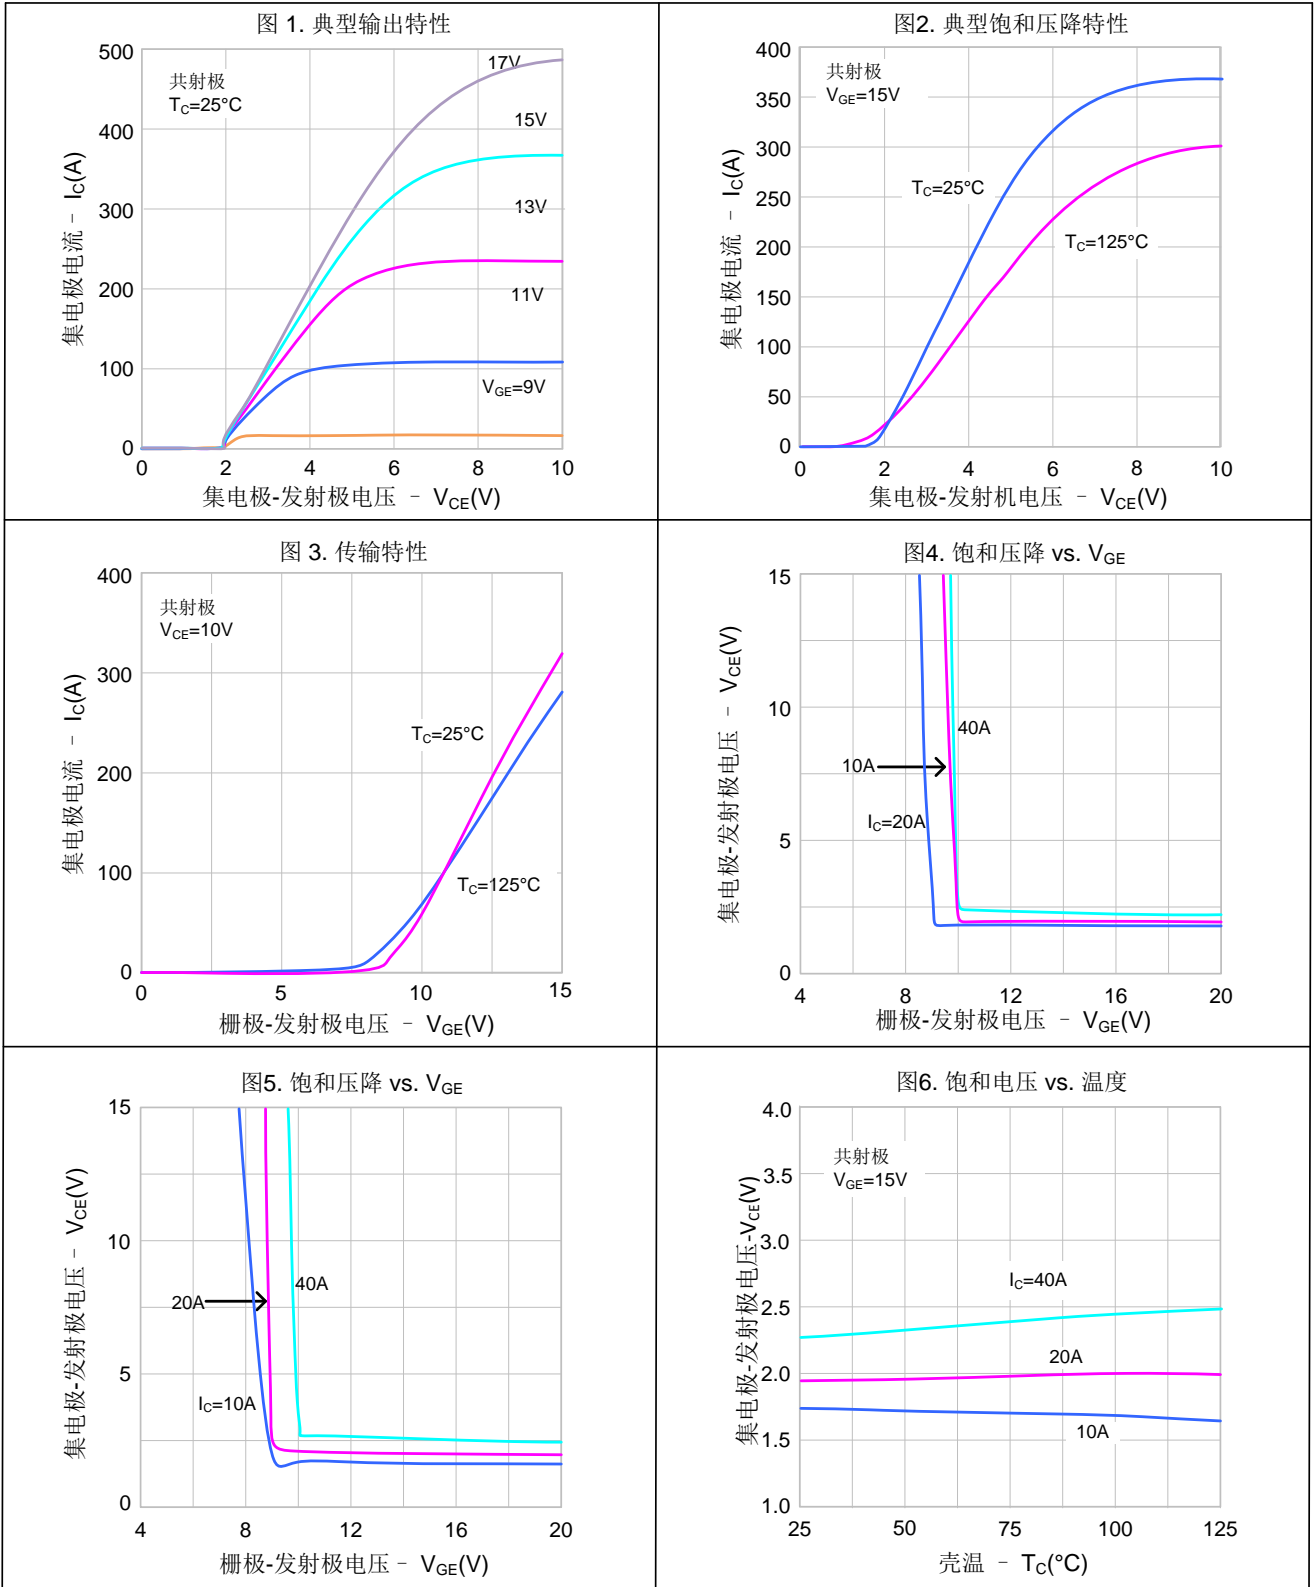 图 1. 典型输出特性
500
400
300
200
100
0
0 2 4 6 8 10
共射极
TC=25°C
17V
15V
13V
11V
VGE=9V
集电极电流 - IC(A)
集电极-发射极电压 - VCE(V)
图2. 典型饱和压降特性
400
350
300
250
200
150
100
50
0
0 2 4 6 8 10
共射极
VGE=15V
TC=25°C
TC=125°C
集电极电流 - IC(A)
集电极-发射机电压 - VCE(V)
图 3. 传输特性
400
300
200
100
0
0 5 10 15
共射极
VCE=10V
TC=25°C
TC=125°C
集电极电流 - IC(A)
栅极-发射极电压 - VGE(V)
图4. 饱和压降 vs. VGE
15
10
5
0
4 8 12 16 20
40A
10A
IC=20A
集电极-发射极电压 - VCE(V)
栅极-发射极电压 - VGE(V)
图5. 饱和压降 vs. VGE
15
10
5
0
4 8 12 16 20
40A
20A
IC=10A
集电极-发射极电压 - VCE(V)
栅极-发射极电压 - VGE(V)
图6. 饱和电压 vs. 温度
4.0
3.5
3.0
2.5
2.0
1.5
1.0
25 50 75 100 125
共射极
VGE=15V
IC=40A
20A
10A
集电极-发射极电压-VCE(V)
壳温 - TC(°C)